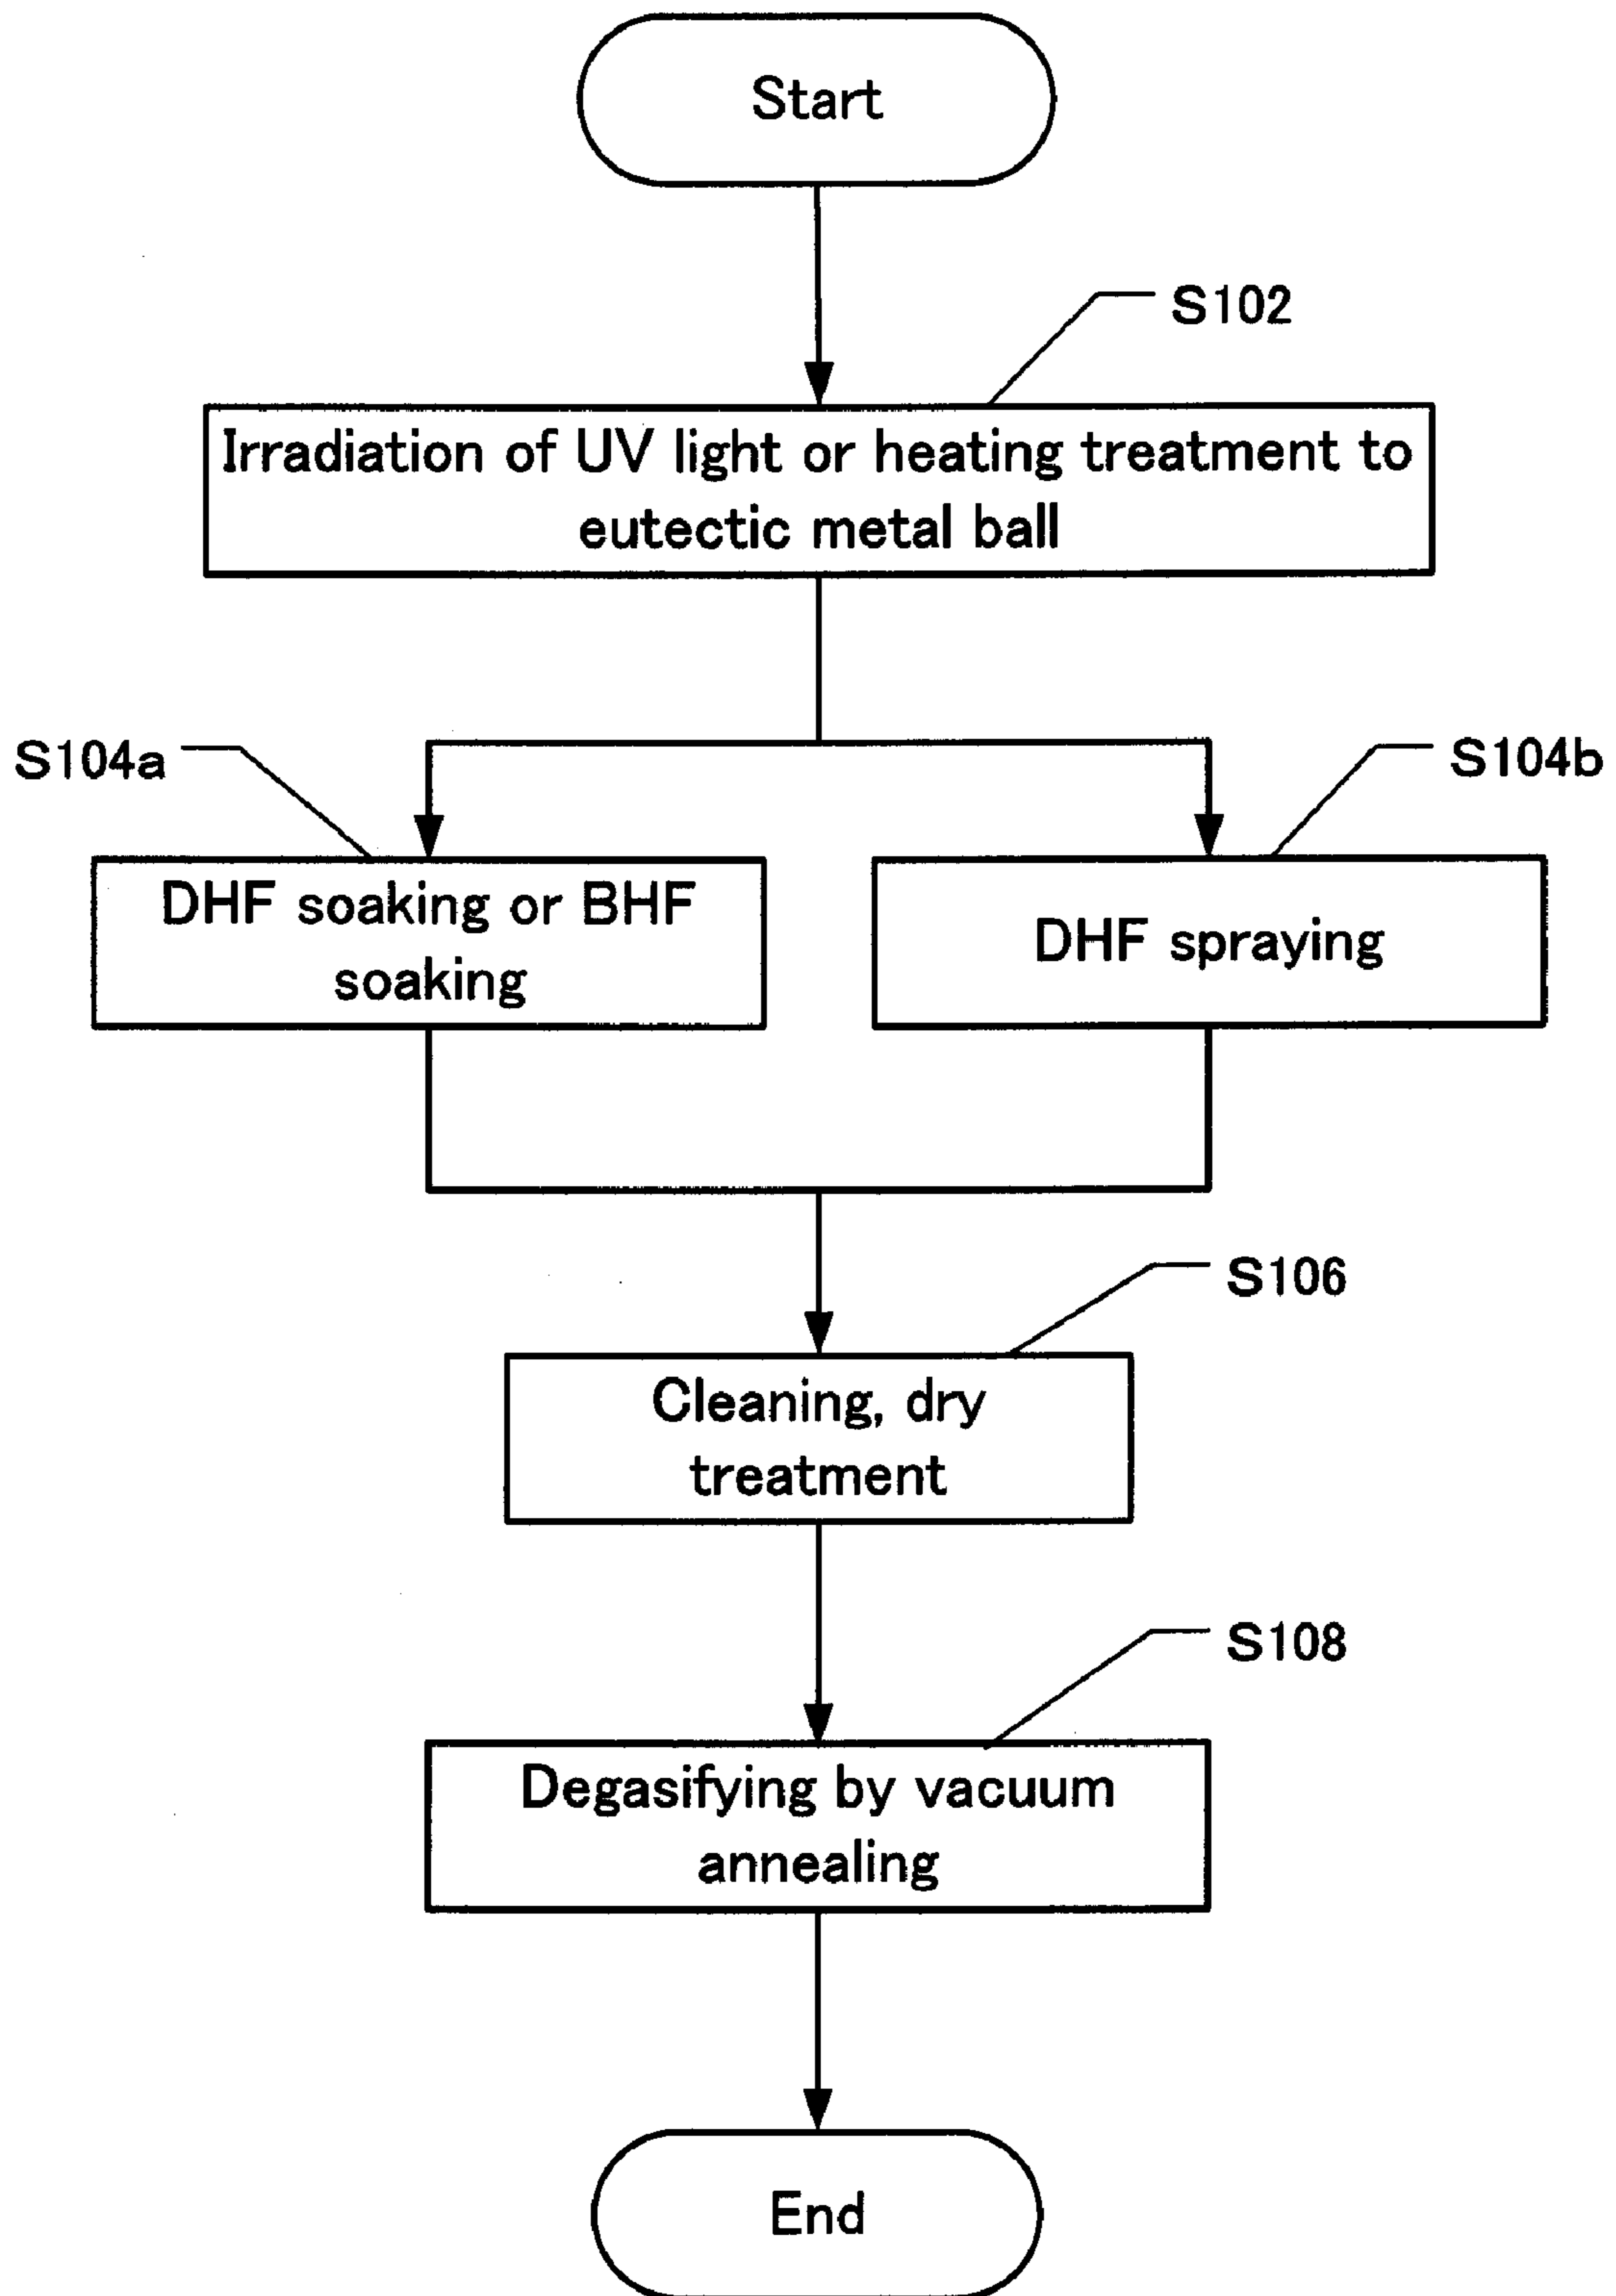 Start
S102
Irradiation of UV light or heating treatment to
eutectic metal ball
S104a
S104b
DHF soaking or BHF
soaking
DHF spraying
S106
Cleaning, dry
treatment
S108
Degasifying by vacuum
annealing
End